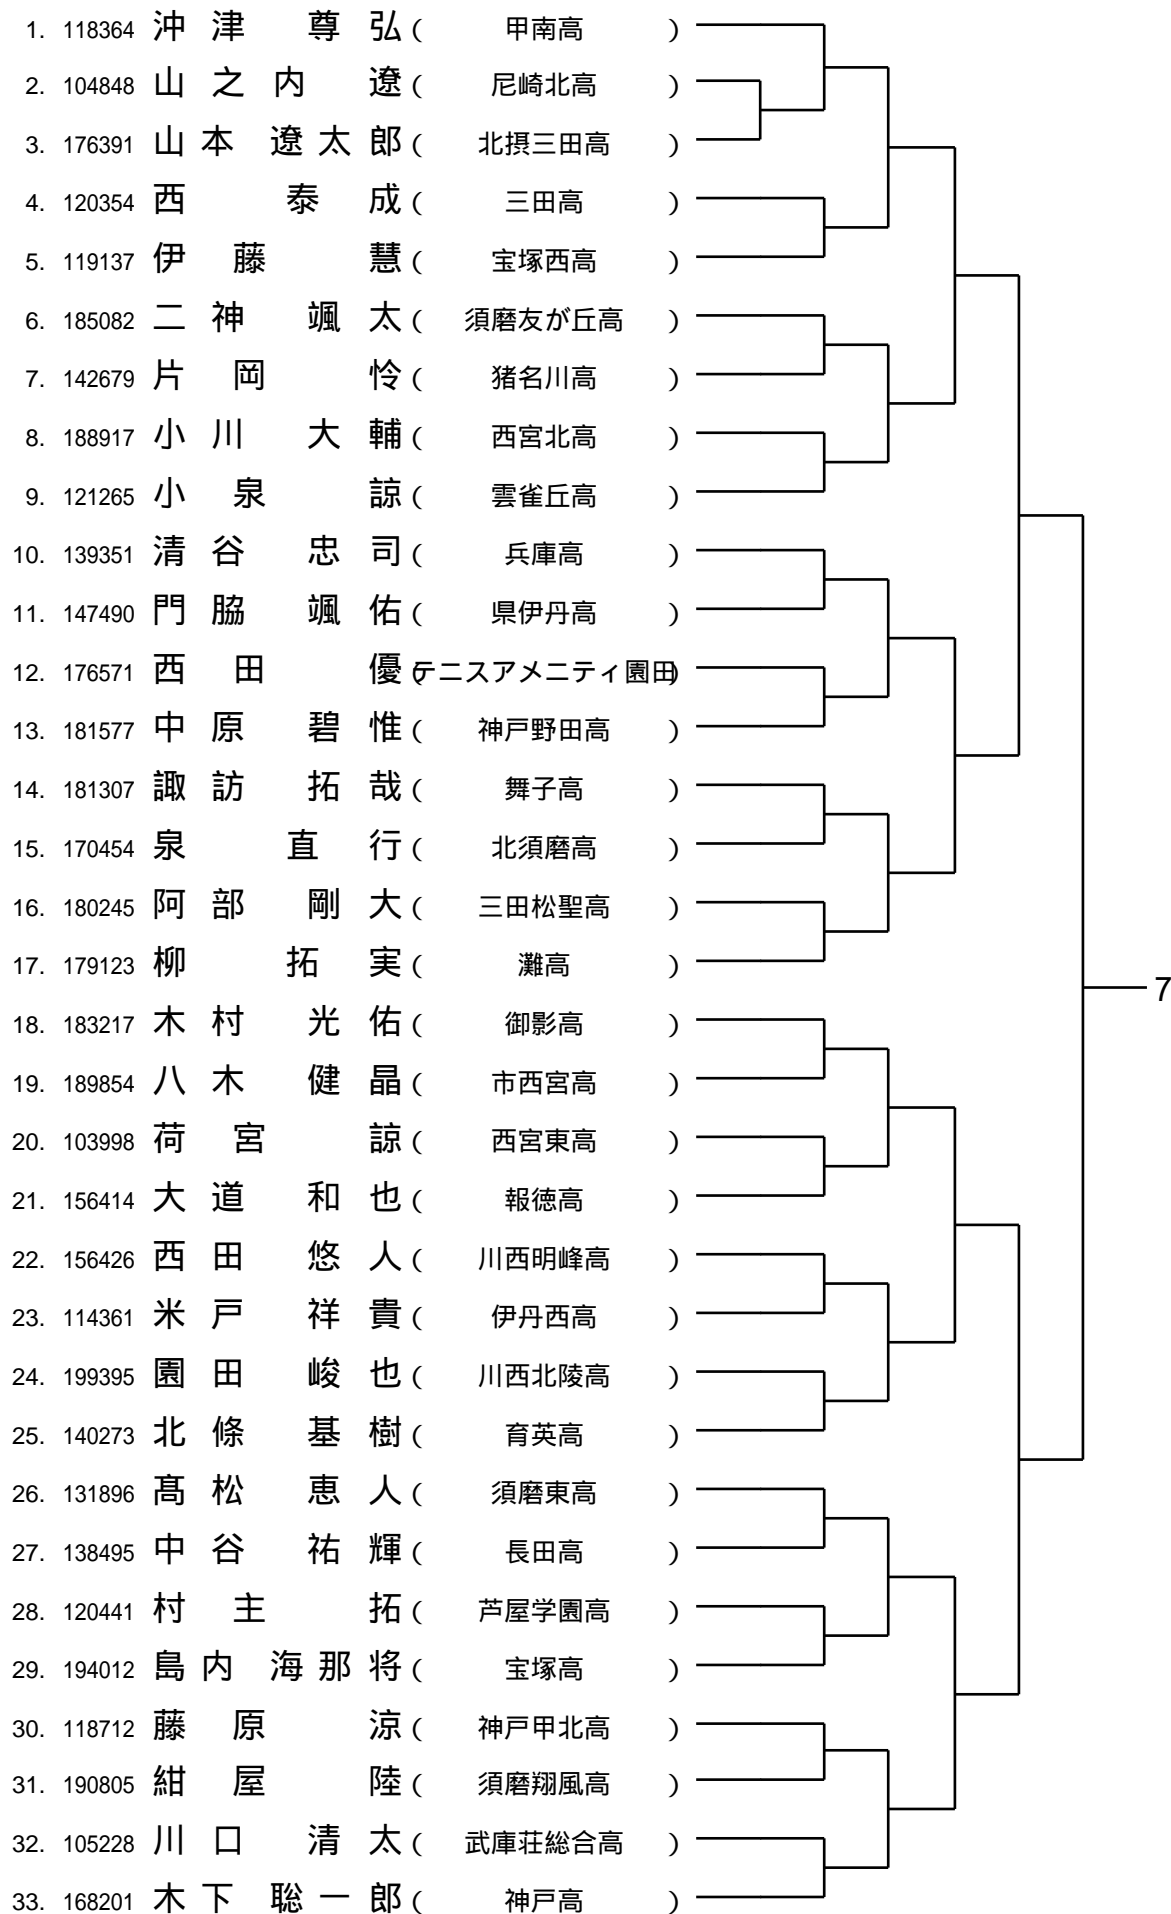 1. 118364 沖津 尊弘 ( 甲南高 )
2. 104848 山之内 遼 ( 尼崎北高 )
3. 176391 山本 遼太郎 ( 北摂三田高 )
4. 120354 西 泰成 ( 三田高 )
5. 119137 伊藤 慧 ( 宝塚西高 )
6. 185082 二神 颯太 ( 須磨友が丘高 )
7. 142679 片岡 怜 ( 猪名川高 )
8. 188917 小川 大輔 ( 西宮北高 )
9. 121265 小泉 諒 ( 雲雀丘高 )
10. 139351 清谷 忠司 ( 兵庫高 )
11. 147490 門脇 颯佑 ( 県伊丹高 )
12. 176571 西田 優 ( テニスアメニティ園田 )
13. 181577 中原 碧惟 ( 神戸野田高 )
14. 181307 諏訪 拓哉 ( 舞子高 )
15. 170454 泉 直行 ( 北須磨高 )
16. 180245 阿部 剛大 ( 三田松聖高 )
17. 179123 柳 拓実 ( 灘高 )
7
18. 183217 木村 光佑 ( 御影高 )
19. 189854 八木 健晶 ( 市西宮高 )
20. 103998 荷宮 諒 ( 西宮東高 )
21. 156414 大道 和也 ( 報徳高 )
22. 156426 西田 悠人 ( 川西明峰高 )
23. 114361 米戸 祥貴 ( 伊丹西高 )
24. 199395 園田 峻也 ( 川西北陵高 )
25. 140273 北條 基樹 ( 育英高 )
26. 131896 髙松 恵人 ( 須磨東高 )
27. 138495 中谷 祐輝 ( 長田高 )
28. 120441 村主 拓 ( 芦屋学園高 )
29. 194012 島内 海那将 ( 宝塚高 )
30. 118712 藤原 涼 ( 神戸甲北高 )
31. 190805 紺屋 陸 ( 須磨翔風高 )
32. 105228 川口 清太 ( 武庫荘総合高 )
33. 168201 木下 聡一郎 ( 神戸高 )